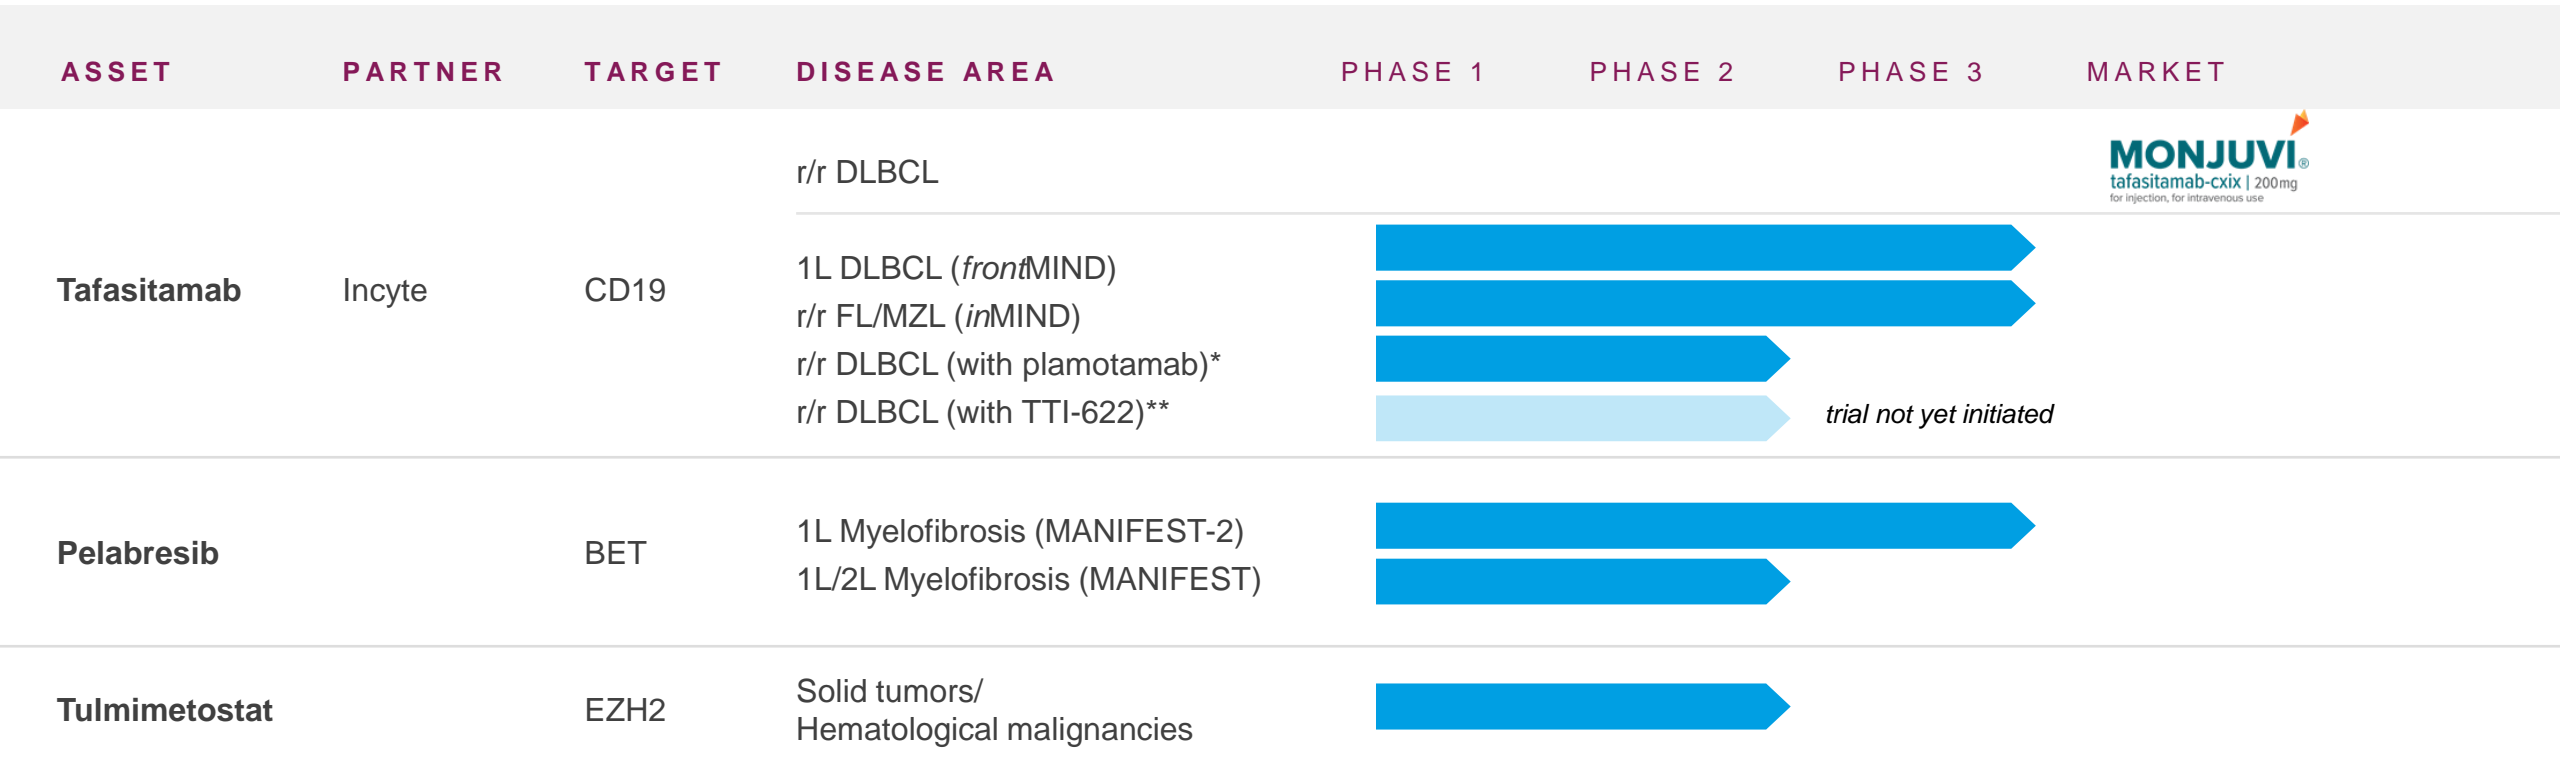 ASSET PARTNER TARGET DISEASE AREA PHASE 1 PHASE 2 PHASE 3 MARKET
r/r DLBCL
MONJUVI®
tafasitamab-cxix | 200mg
for injection, for intravenous use
Tafasitamab Incyte CD19
1L DLBCL (frontMIND)
r/r FL/MZL (inMIND)
r/r DLBCL (with plamotamab)*
r/r DLBCL (with TTI-622)** trial not yet initiated
Pelabresib BET
1L Myelofibrosis (MANIFEST-2)
1L/2L Myelofibrosis (MANIFEST)
Tulmimetostat EZH2
Solid tumors/
Hematological malignancies